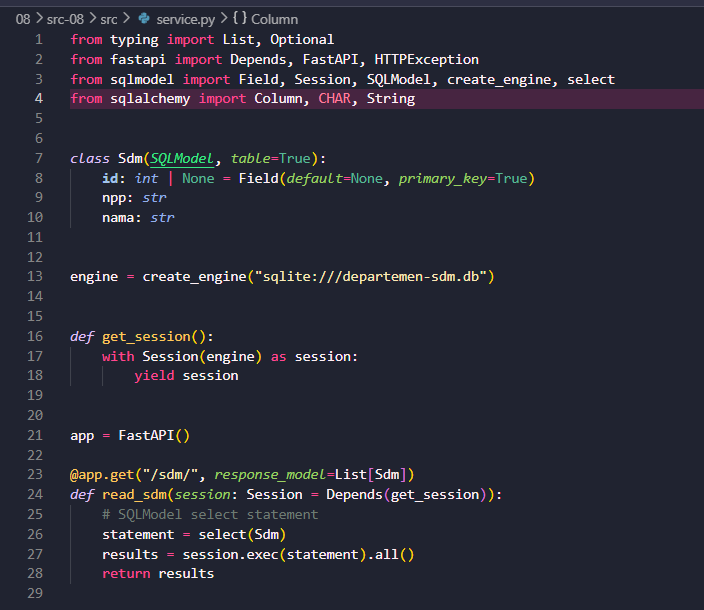 08 > src-08 > src > service.py > { } Column
1 from typing import List, Optional
2 from fastapi import Depends, FastAPI, HTTPException
3 from sqlmodel import Field, Session, SQLModel, create_engine, select
4 from sqlalchemy import Column, CHAR, String
5
6
7 class Sdm(SQLModel, table=True):
8     id: int | None = Field(default=None, primary_key=True)
9     npp: str
10     nama: str
11
12
13 engine = create_engine("sqlite:///departemen-sdm.db")
14
15
16 def get_session():
17     with Session(engine) as session:
18         yield session
19
20
21 app = FastAPI()
22
23 @app.get("/sdm/", response_model=List[Sdm])
24 def read_sdm(session: Session = Depends(get_session)):
25     # SQLModel select statement
26     statement = select(Sdm)
27     results = session.exec(statement).all()
28     return results
29